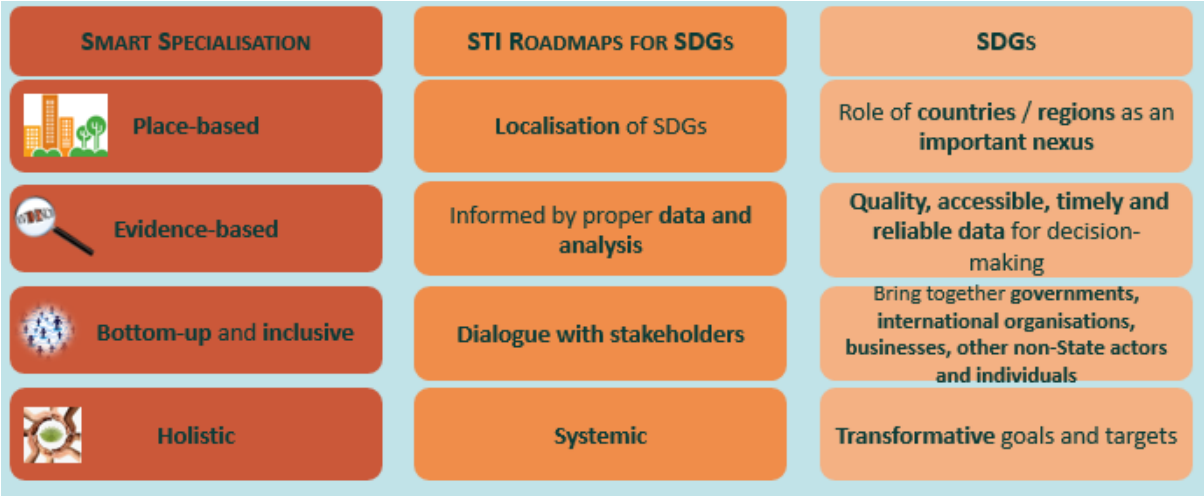 SMART SPECIALISATION
STI ROADMAPS FOR SDGS
SDGS
Place-based
Localisation of SDGs
Role of countries / regions as an
important nexus
Evidence-based
Informed by proper data and
analysis
Quality, accessible, timely and
reliable data for decision-
making
Bottom-up and inclusive
Dialogue with stakeholders
Bring together governments,
international organisations,
businesses, other non-State actors
and individuals
Holistic
Systemic
Transformative goals and targets